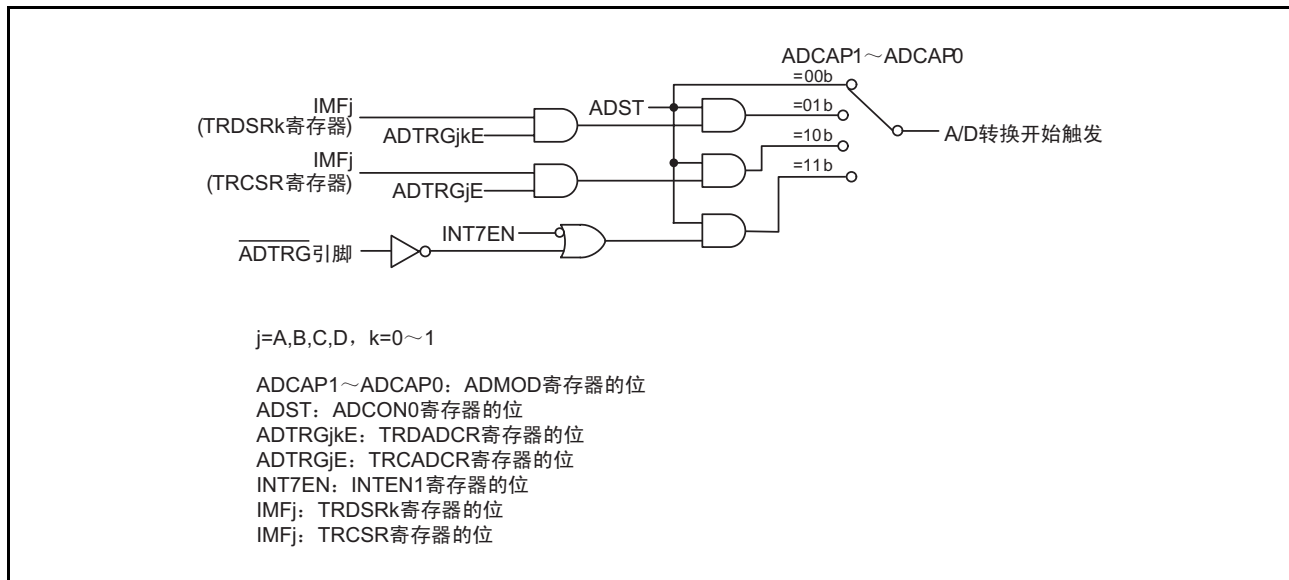 ADCAP1～ADCAP0
=00b
IMFj
(TRDSRk寄存器)
ADST
=01b
ADTRGjkE
A/D转换开始触发
=10b
IMFj
(TRCSR寄存器)
=11b
ADTRGjE
INT7EN
ADTRG引脚
j=A,B,C,D，k=0～1
ADCAP1～ADCAP0：ADMOD寄存器的位
ADST：ADCON0寄存器的位
ADTRGjkE：TRDADCR寄存器的位
ADTRGjE：TRCADCR寄存器的位
INT7EN：INTEN1寄存器的位
IMFj：TRDSRk寄存器的位
IMFj：TRCSR寄存器的位